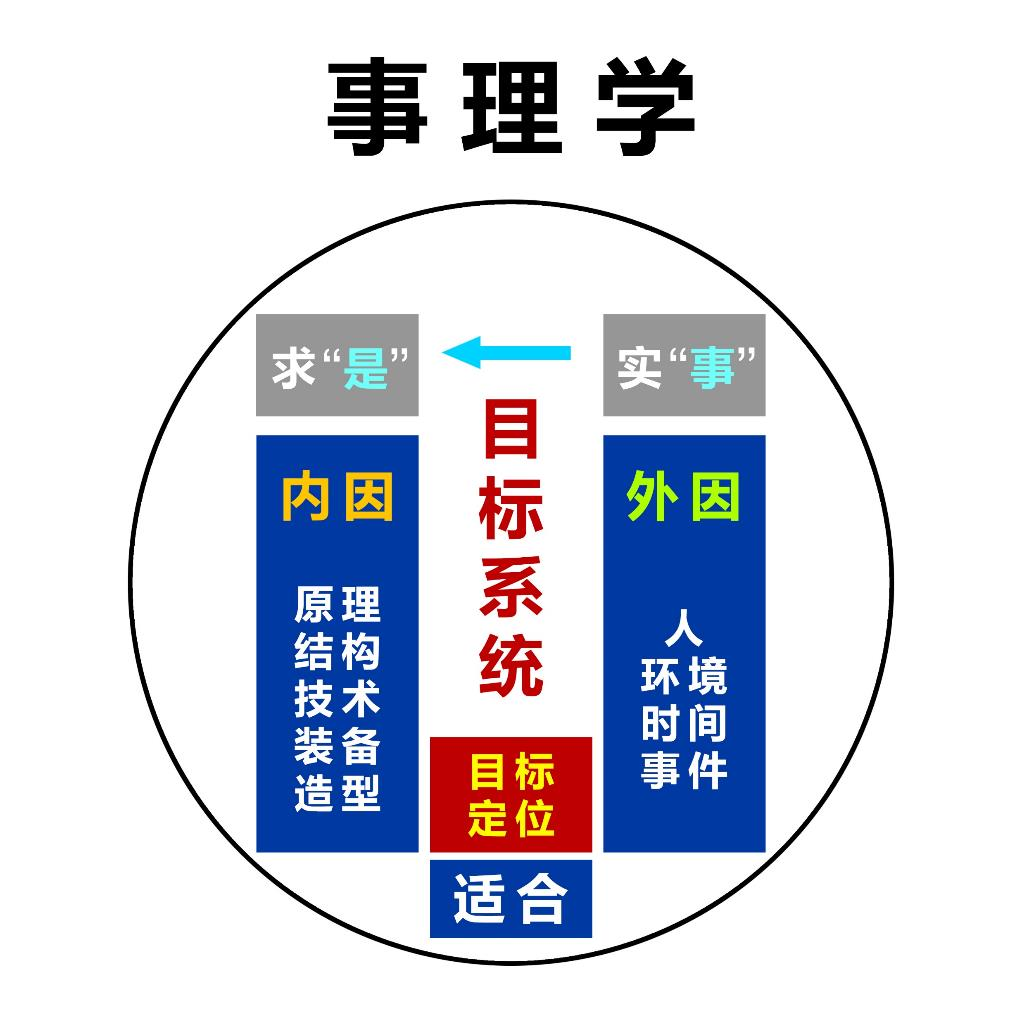 事理学
求“是”
实“事”
目标系统
内因
原理
结构
技术
装备
造型
外因
人
环境
时间
事件
目标
定位
适合